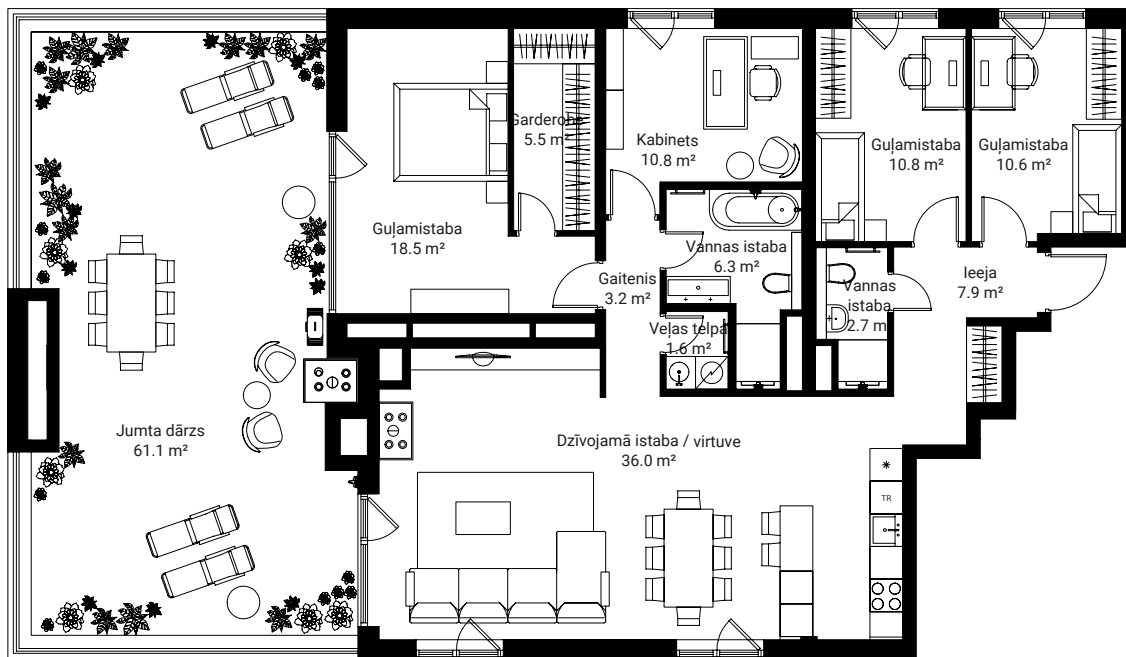 Garderobe
5.5 m²
Kabinets
10.8 m²
Guļamistaba
10.8 m²
Guļamistaba
10.6 m²
Guļamistaba
18.5 m²
Vannas istaba
6.3 m²
Gaitenis
3.2 m²
Vannas
istaba
2.7 m
Ieeja
7.9 m²
Veļas telpa
1.6 m²
Jumta dārzs
61.1 m²
Dzīvojamā istaba / virtuve
36.0 m²
TR